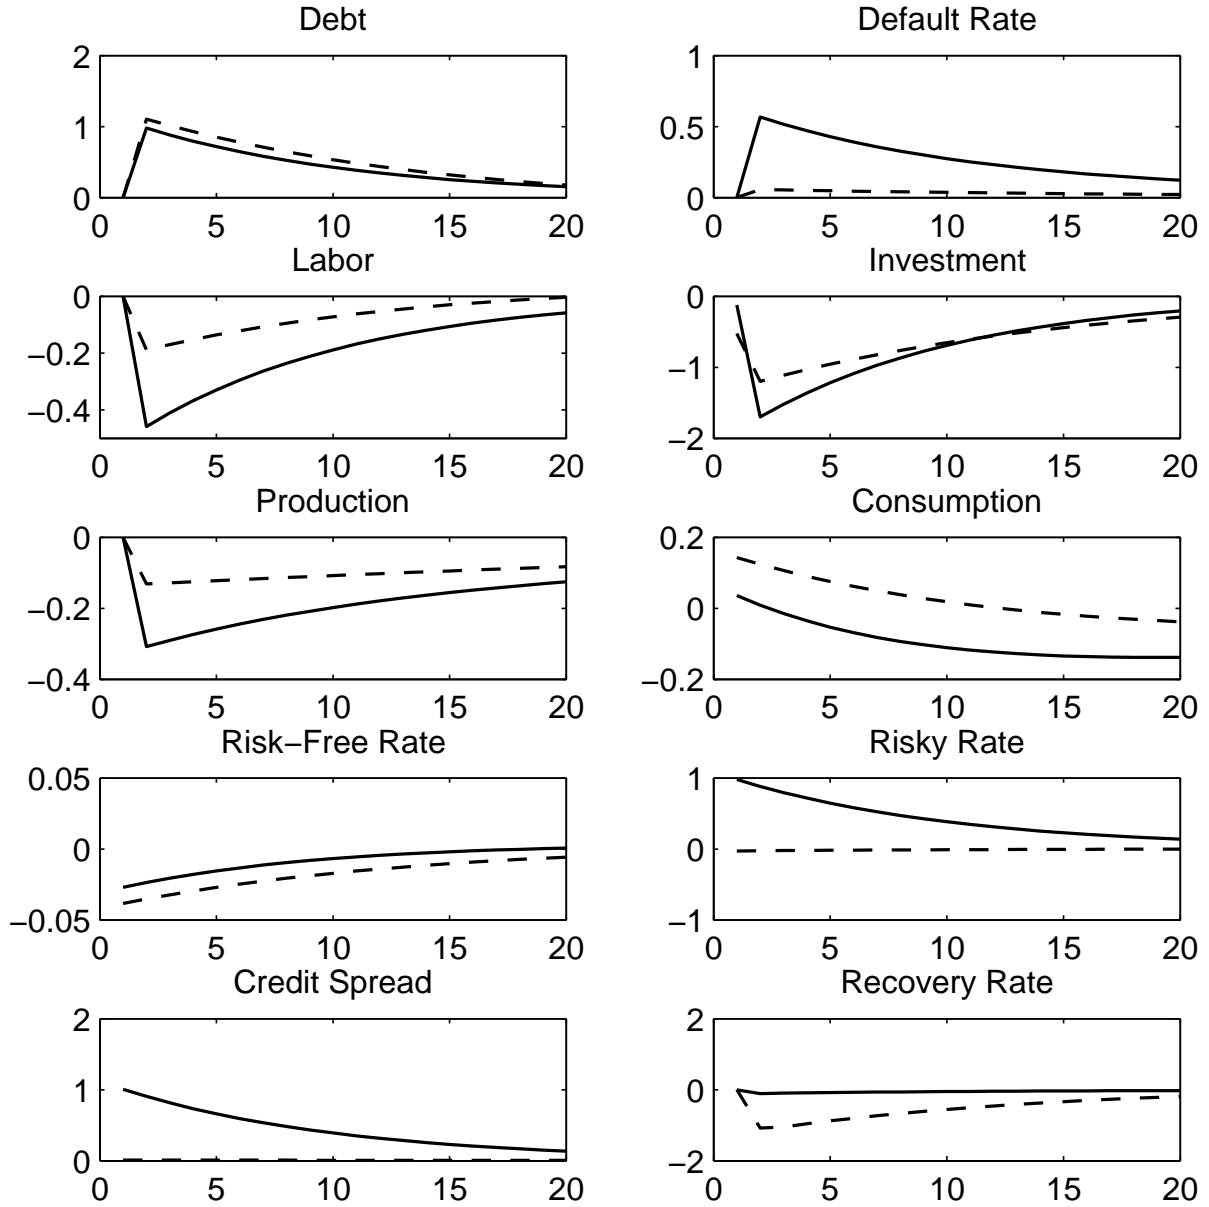 Debt
2
1
0
0 5 10 15 20
Default Rate
1
0.5
0
0 5 10 15 20
Labor
0
−0.2
−0.4
0 5 10 15 20
Investment
0
−1
−2
0 5 10 15 20
Production
0
−0.2
−0.4
0 5 10 15 20
Consumption
0.2
0
−0.2
0 5 10 15 20
Risk−Free Rate
0.05
0
−0.05
0 5 10 15 20
Risky Rate
1
0
−1
0 5 10 15 20
Credit Spread
2
1
0
0 5 10 15 20
Recovery Rate
2
0
−2
0 5 10 15 20